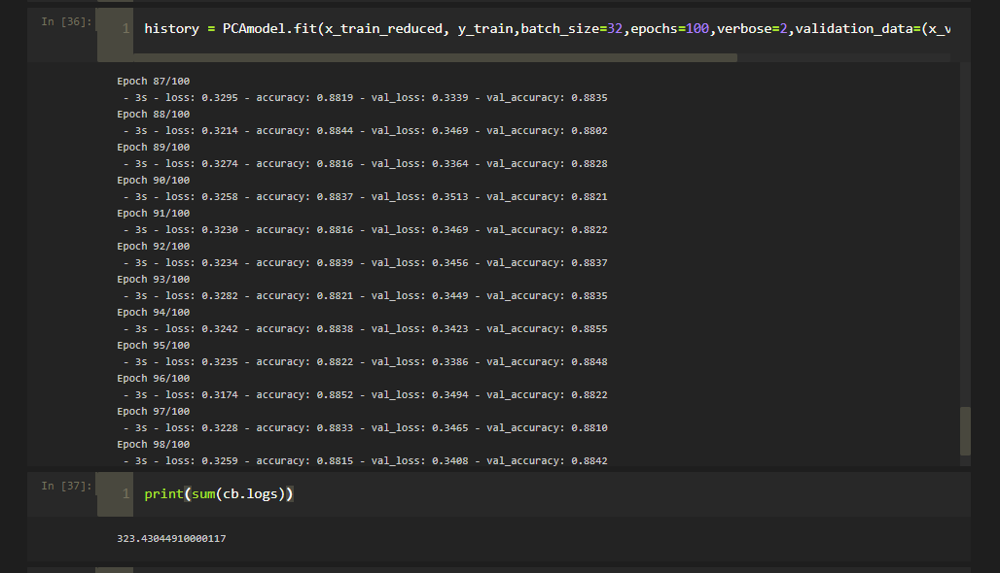 In [36]:
1 history = PCAmodel.fit(x_train_reduced, y_train,batch_size=32,epochs=100,verbose=2,validation_data=(x_v
Epoch 87/100
- 3s - loss: 0.3295 - accuracy: 0.8819 - val_loss: 0.3339 - val_accuracy: 0.8835
Epoch 88/100
- 3s - loss: 0.3214 - accuracy: 0.8844 - val_loss: 0.3469 - val_accuracy: 0.8802
Epoch 89/100
- 3s - loss: 0.3274 - accuracy: 0.8816 - val_loss: 0.3364 - val_accuracy: 0.8828
Epoch 90/100
- 3s - loss: 0.3258 - accuracy: 0.8837 - val_loss: 0.3513 - val_accuracy: 0.8821
Epoch 91/100
- 3s - loss: 0.3230 - accuracy: 0.8816 - val_loss: 0.3469 - val_accuracy: 0.8822
Epoch 92/100
- 3s - loss: 0.3234 - accuracy: 0.8839 - val_loss: 0.3456 - val_accuracy: 0.8837
Epoch 93/100
- 3s - loss: 0.3282 - accuracy: 0.8821 - val_loss: 0.3449 - val_accuracy: 0.8835
Epoch 94/100
- 3s - loss: 0.3242 - accuracy: 0.8838 - val_loss: 0.3423 - val_accuracy: 0.8855
Epoch 95/100
- 3s - loss: 0.3235 - accuracy: 0.8822 - val_loss: 0.3386 - val_accuracy: 0.8848
Epoch 96/100
- 3s - loss: 0.3174 - accuracy: 0.8852 - val_loss: 0.3494 - val_accuracy: 0.8822
Epoch 97/100
- 3s - loss: 0.3228 - accuracy: 0.8833 - val_loss: 0.3465 - val_accuracy: 0.8810
Epoch 98/100
- 3s - loss: 0.3259 - accuracy: 0.8815 - val_loss: 0.3408 - val_accuracy: 0.8842
In [37]:
1 print(sum(cb.logs))
323.43044910000117